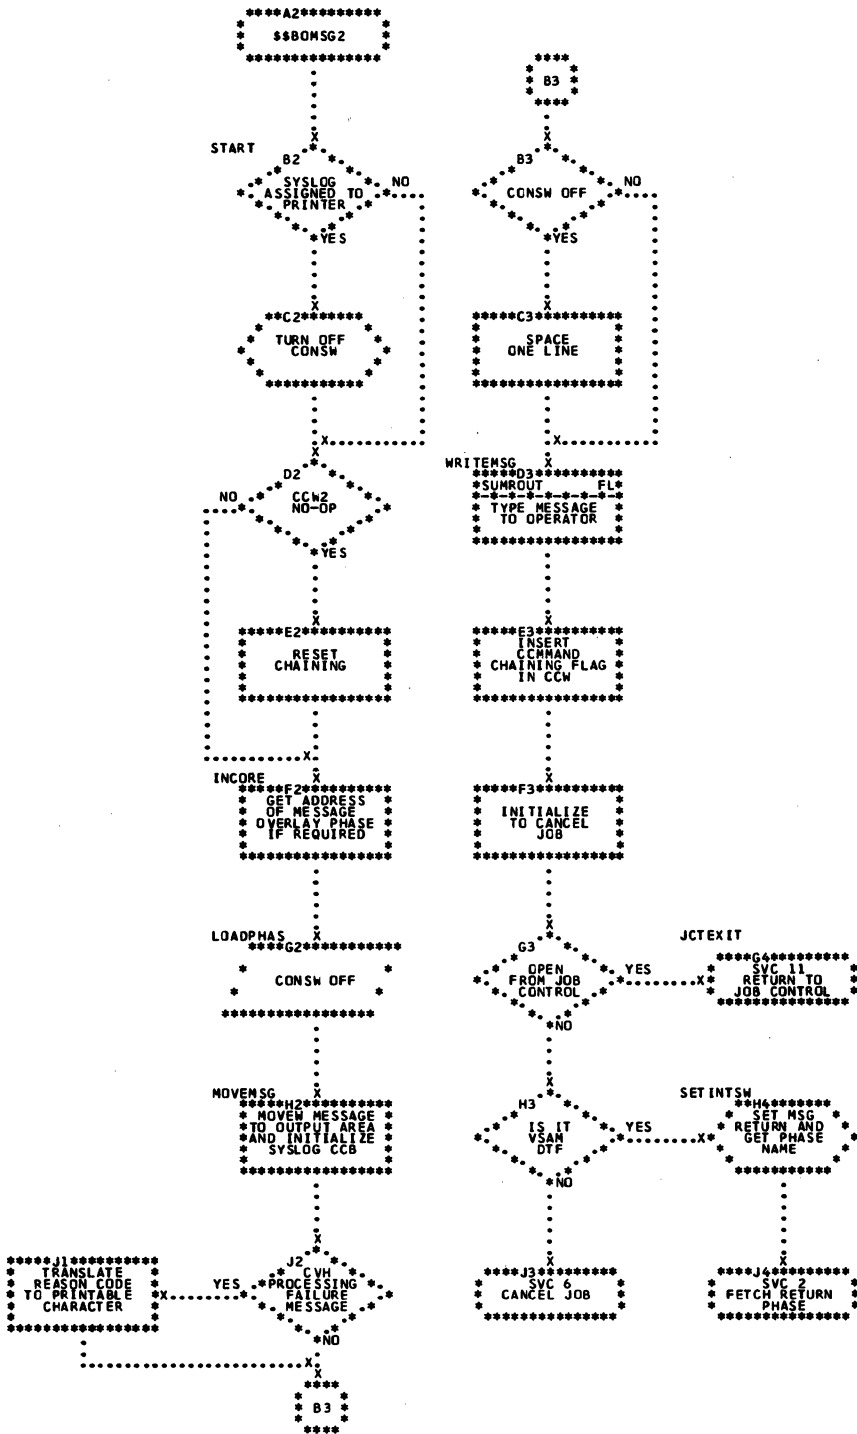 A2
$$BOMSG2
START
B2
SYSLOG
ASSIGNED TO
PRINTER
NO
YES
C2
TURN OFF
CONSW
D2
CCW2
NO-OP
NO
YES
E2
RESET
CHAINING
INCORE
F2
GET ADDRESS
OF MESSAGE
OVERLAY PHASE
IF REQUIRED
LOADPHAS
G2
CONSW OFF
MOVEMSG
H2
MOVEW MESSAGE
TO OUTPUT AREA
AND INITIALIZE
SYSLOG CCB
J2
CVH
PROCESSING
FAILURE
MESSAGE
YES
NO
J1
TRANSLATE
REASON CODE
TO PRINTABLE
CHARACTER
B3
B3
B3
CONSW OFF
NO
YES
C3
SPACE
ONE LINE
WRITEMSG
D3
SUMROUT FL
TYPE MESSAGE
TO OPERATOR
E3
INSERT
CCMMAND
CHAINING FLAG
IN CCW
F3
INITIALIZE
TO CANCEL
JOB
G3
OPEN
FROM JOB
CONTROL
YES
NO
JCTEXIT
G4
SVC 11
RETURN TO
JOB CONTROL
H3
IS IT
VSAM
DTF
YES
NO
SETINTSW
H4
SET MSG
RETURN AND
GET PHASE
NAME
J3
SVC 6
CANCEL JOB
J4
SVC 2
FETCH RETURN
PHASE